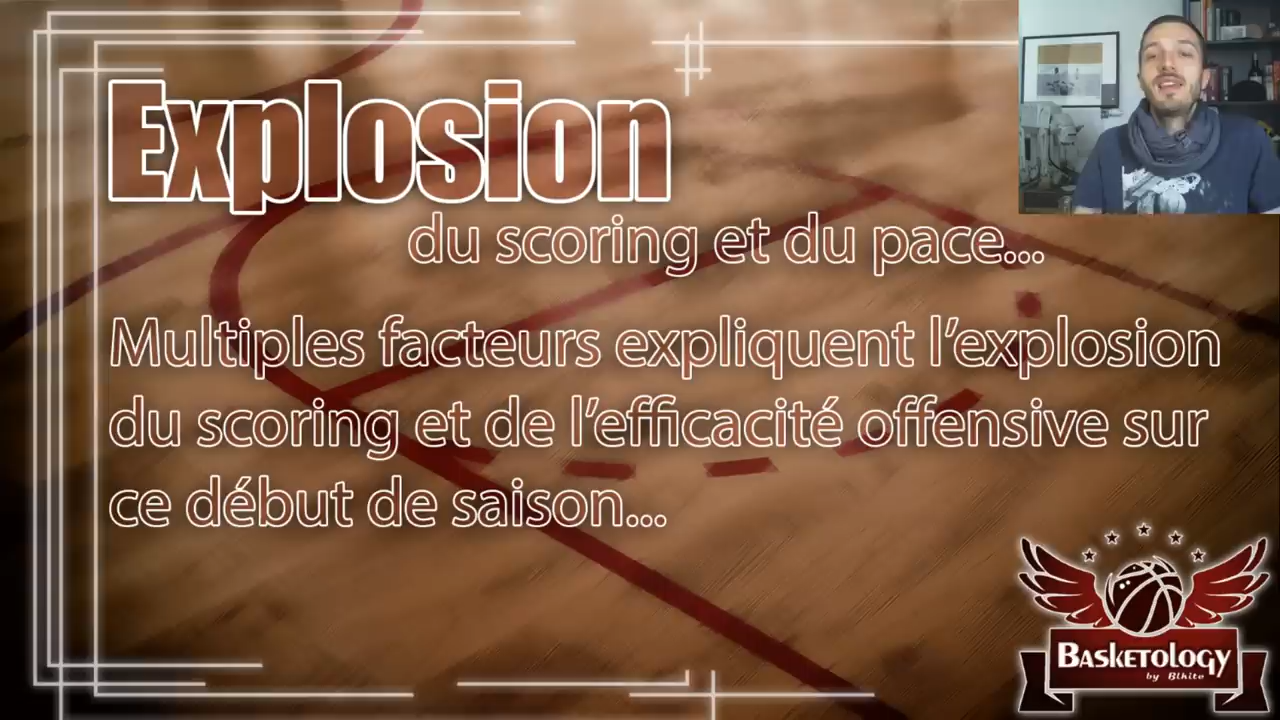 Explosion
du scoring et du pace...
Multiples facteurs expliquent l'explosion
du scoring et de l'efficacité offensive sur
ce début de saison...
Basketology
by Blkite